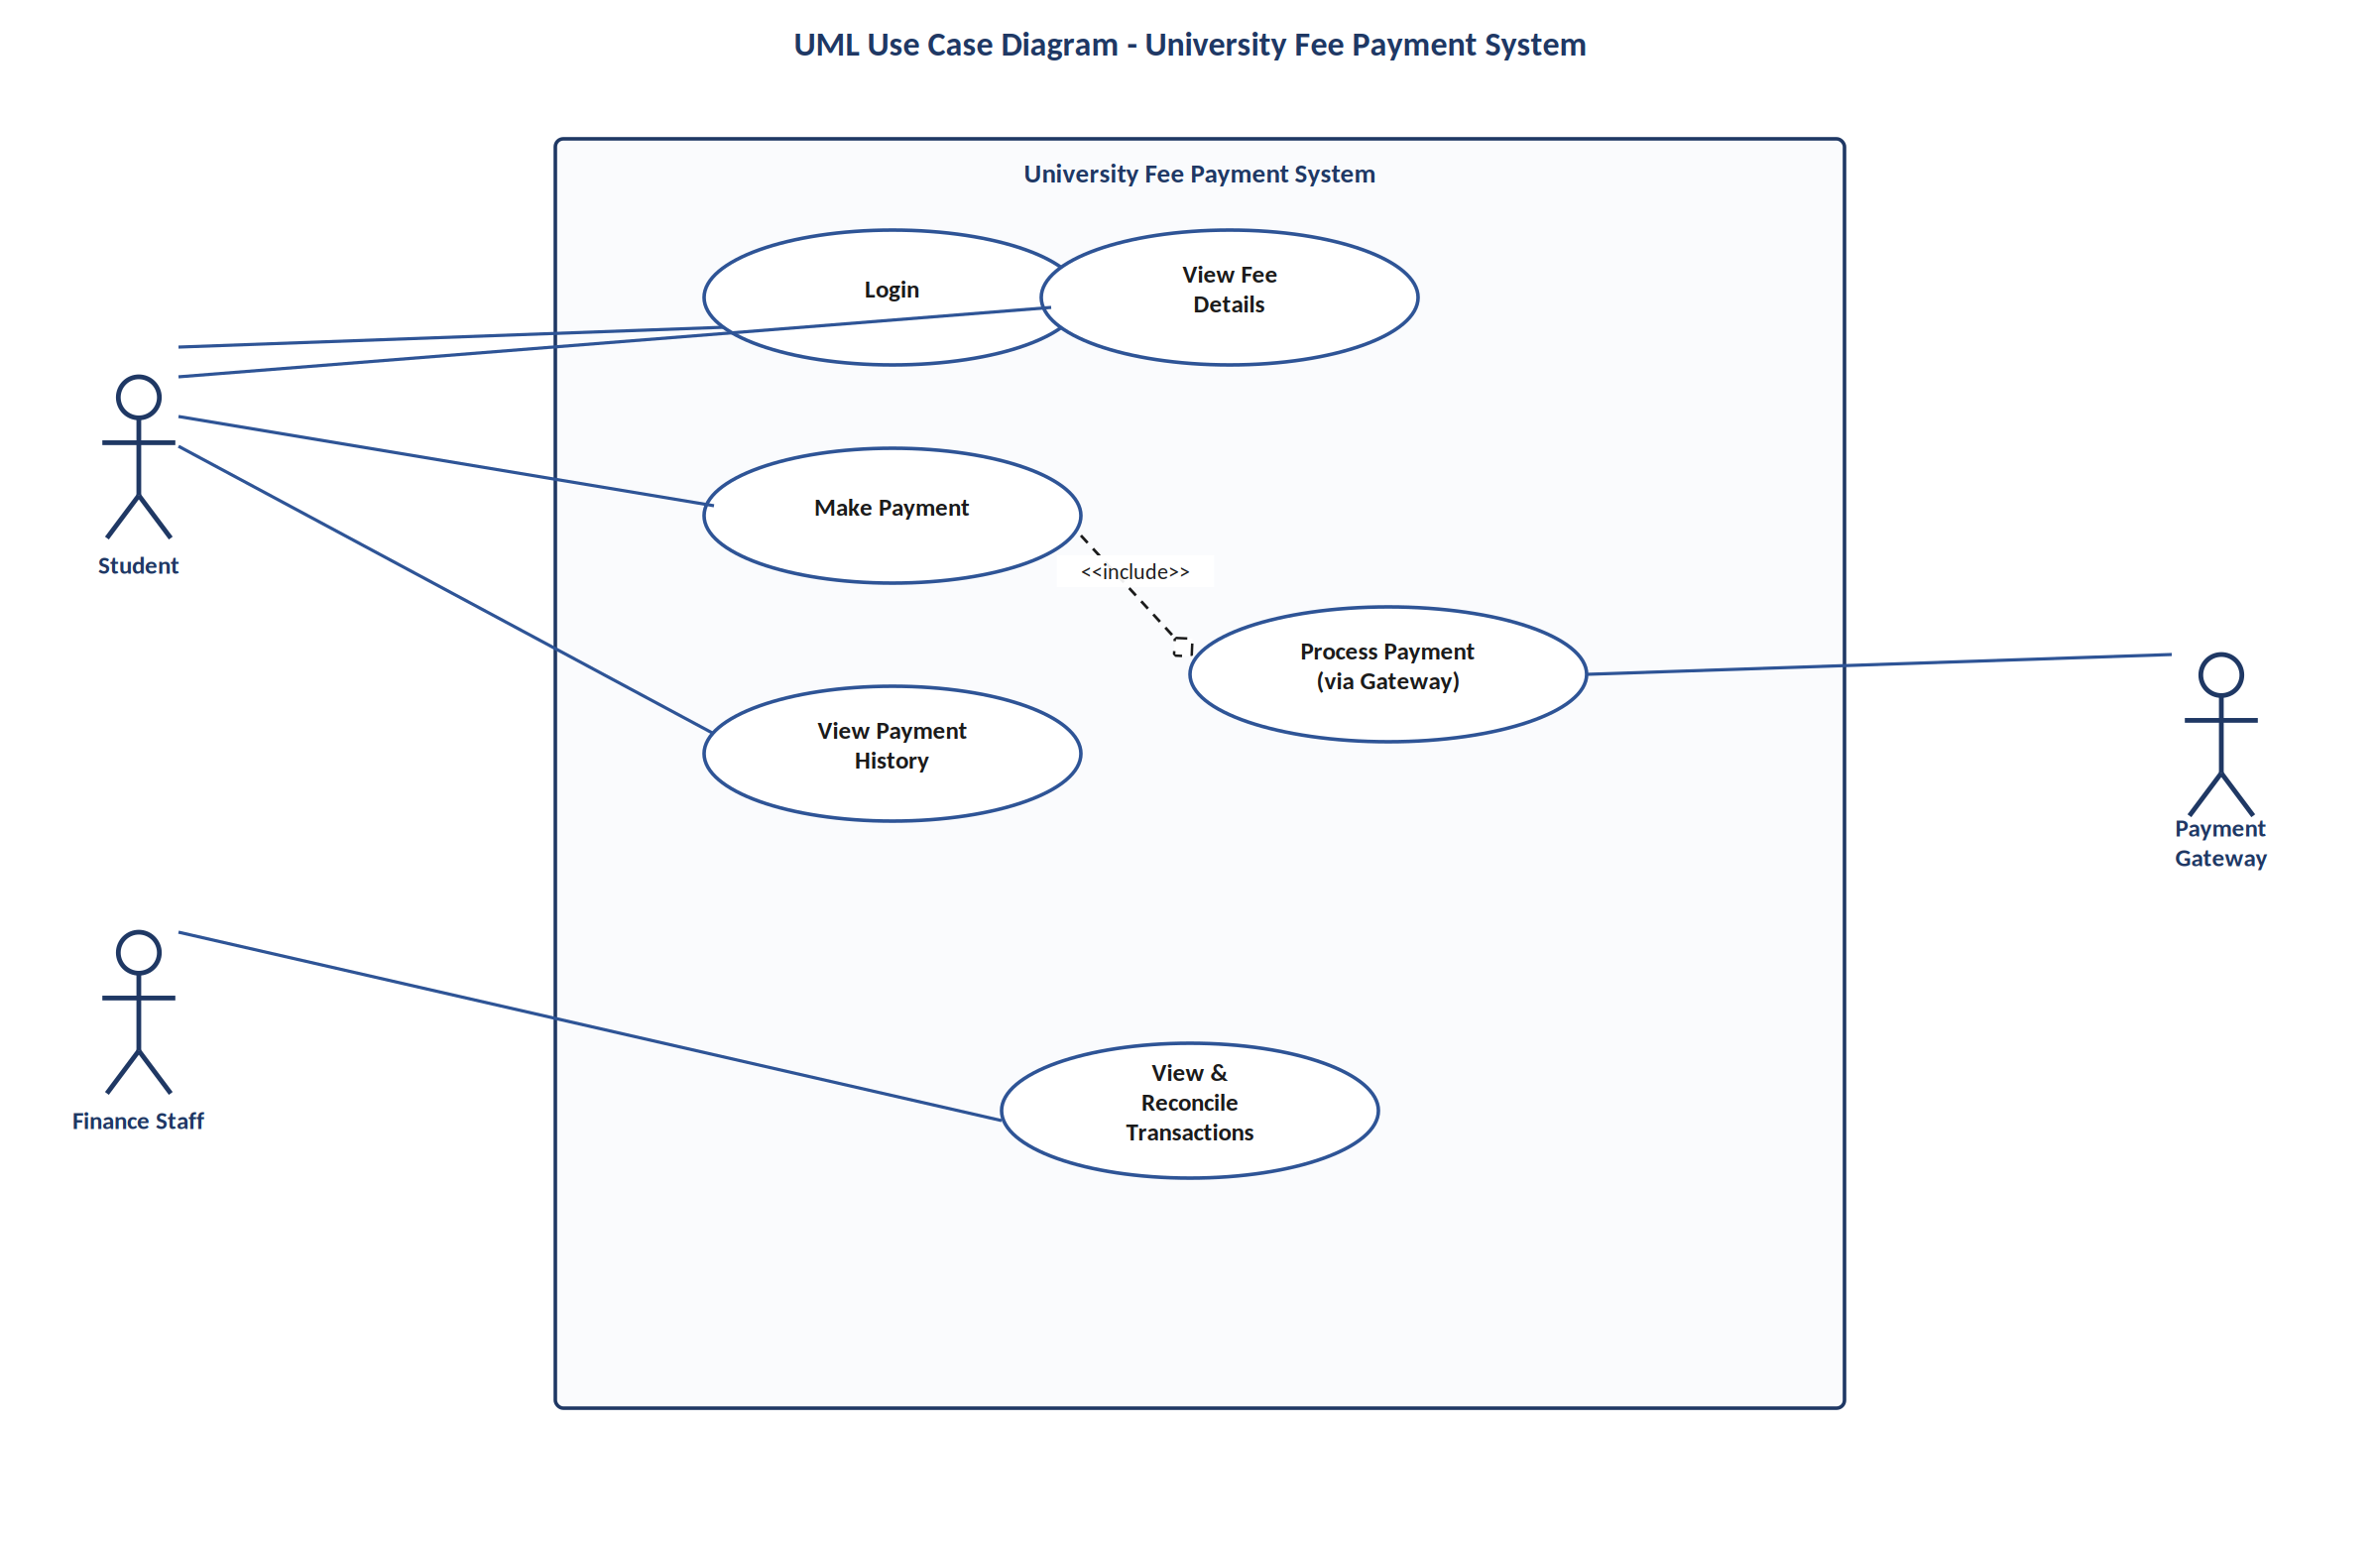 UML Use Case Diagram - University Fee Payment System
University Fee Payment System
Login
View Fee
Details
Make Payment
<<include>>
Student
Process Payment
(via Gateway)
View Payment
History
Payment
Gateway
View &
Reconcile
Transactions
Finance Staff